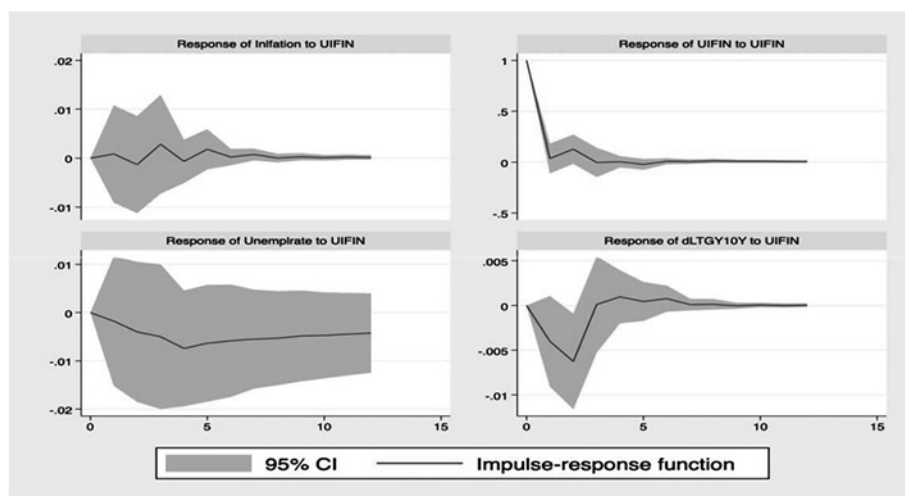 Response of Inlfation to UIFIN
.02
.01
0
-.01
Response of UIFIN to UIFIN
1
.5
0
-.5
Response of Unemplrate to UIFIN
.01
0
-.01
-.02
0 5 10 15
Response of dLTGY10Y to UIFIN
.005
0
-.005
-.01
0 5 10 15
95% CI Impulse-response function